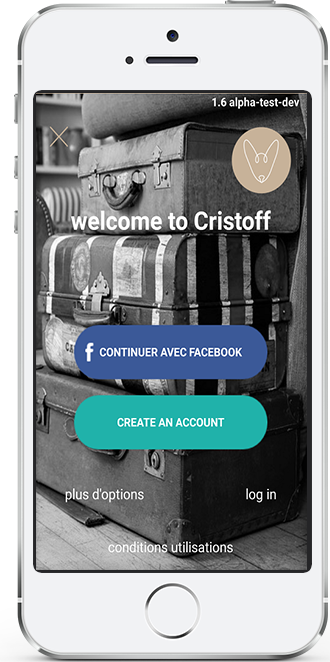 1.6 alpha-test-dev
welcome to Cristoff
f CONTINUER AVEC FACEBOOK
CREATE AN ACCOUNT
plus d'options log in
conditions utilisations